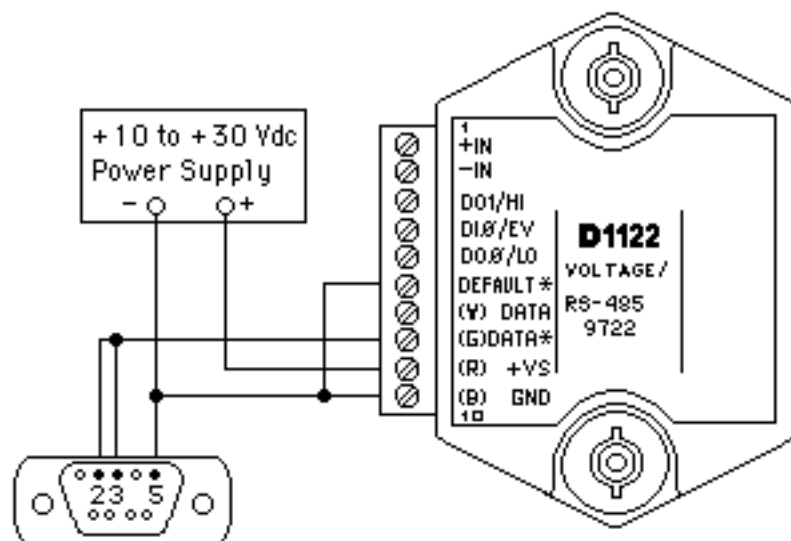 +10 to +30 Vdc
Power Supply
- +
1
+IN
-IN
DO1/HI
DI0/EV
DO0/LO
DEFAULT*
(Y) DATA
(G)DATA*
(R) +VS
(B) GND
10
D1122
VOLTAGE/
RS-485
9722
2 3 5